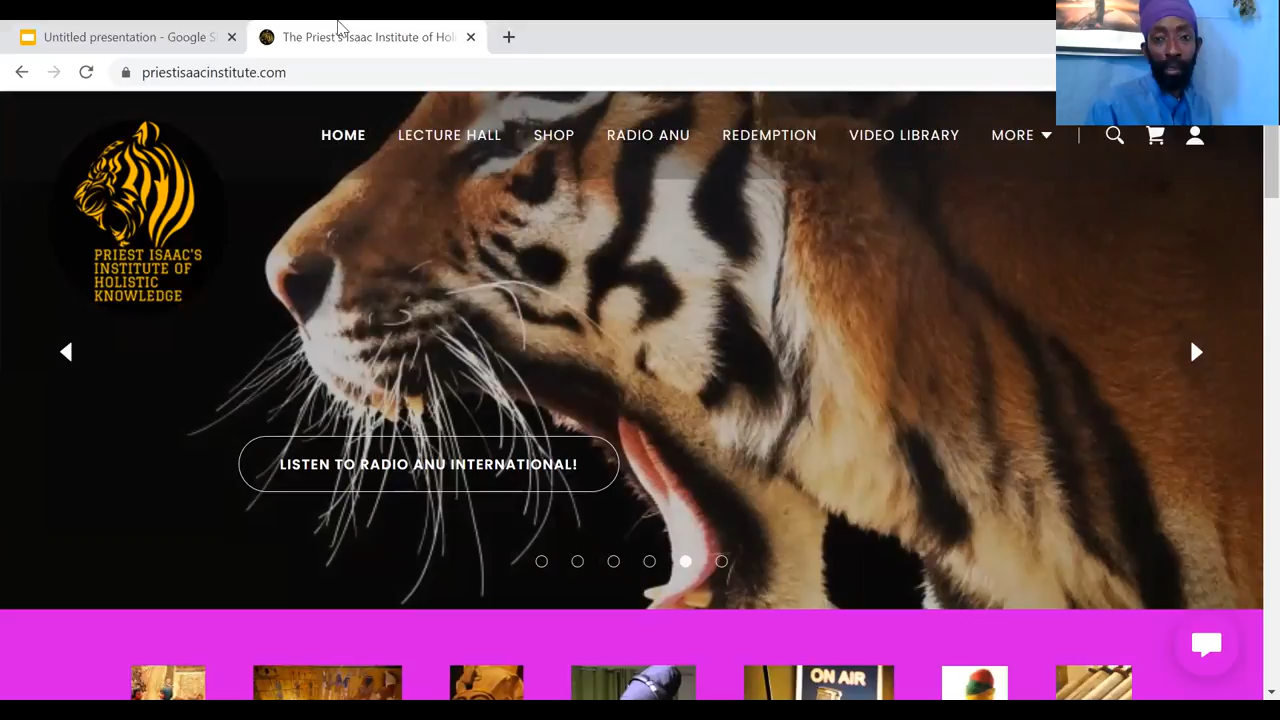 Untitled presentation - Google S
The Priest Isaac Institute of Hol
priestisaacinstitute.com
HOME
LECTURE HALL
SHOP
RADIO ANU
REDEMPTION
VIDEO LIBRARY
MORE
PRIEST ISAAC'S
INSTITUTE OF
HOLISTIC
KNOWLEDGE
LISTEN TO RADIO ANU INTERNATIONAL!
ON AIR